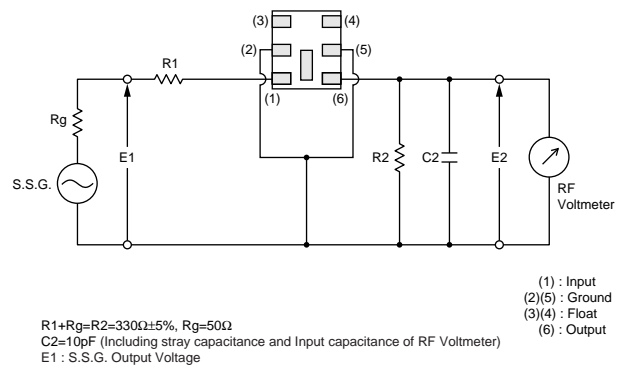 (3)
(4)
(2)
(5)
R1
(1)
(6)
Rg
E1
R2
C2
E2
S.S.G.
RF
Voltmeter
(1) : Input
(2)(5) : Ground
(3)(4) : Float
(6) : Output
R1+Rg=R2=330Ω±5%, Rg=50Ω
C2=10pF (Including stray capacitance and Input capacitance of RF Voltmeter)
E1 : S.S.G. Output Voltage